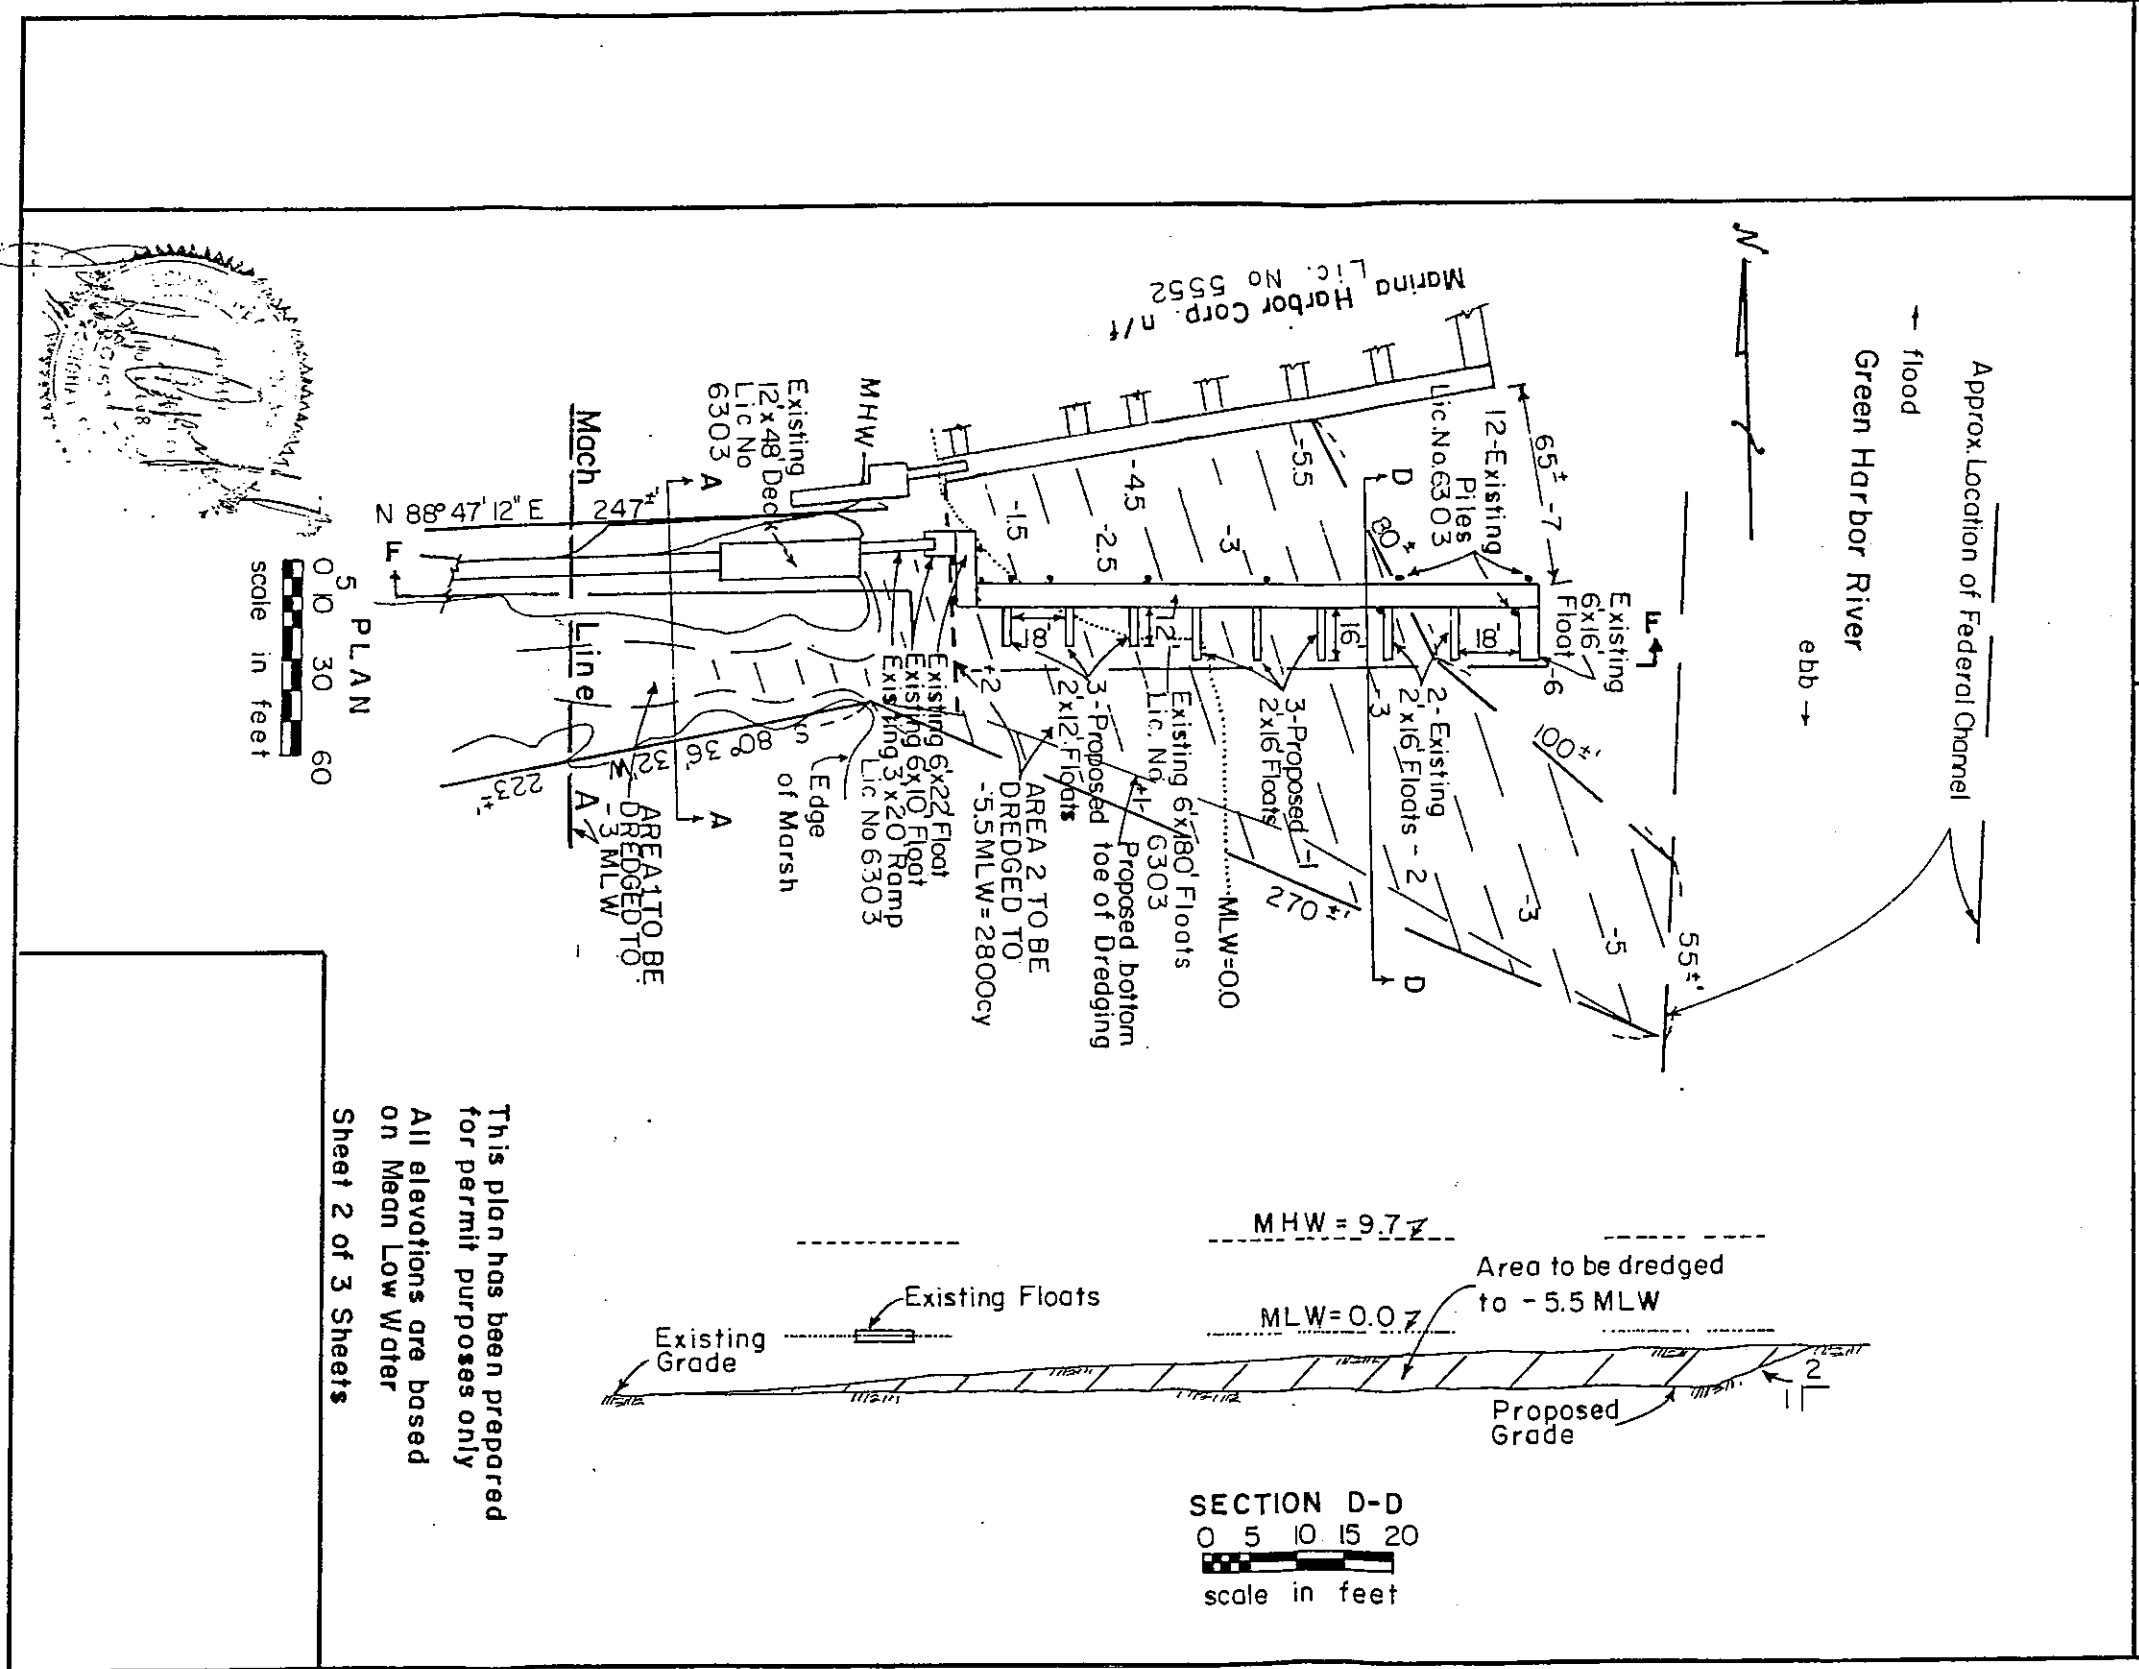 Approx. Location of Federal Channel
← flood
Green Harbor River
ebb →
N
Marina Harbor Corp. n/f
Lic. No 5552
65±'
-7
12-Existing
Piles
Lic.No.6303
Existing
6'x16'
Float
F
-6
D
80±'
-5.5
-4.5
-3
-2.5
-1.5
18'
12'
16'
18'
100±'
55±'
-5
-3
-2
-1
-3
2-Existing
2'x16' Floats
3-Proposed
2'x16' Floats
270±'
D
MLW=0.0
Existing 6'x180' Floats
Lic. No. 6303
Proposed bottom
toe of Dredging
+1
3-Proposed
2'x12' Floats
+2
AREA 2 TO BE
DREDGED TO
-5.5MLW=2800cy
Existing 6'x22' Float
Existing 6'x10' Float
Existing 3'x20' Ramp
Lic No 6303
MHW
Existing
12'x48' Deck
Lic No
6303
A
A
Edge
of Marsh
AREA 1 TO BE
DREDGED TO
-3 MLW
Mach Line A
247±'
N 88° 47' 12" E
S 80° 36' 32" W
223±'
F
PLAN
0 5 10 30 60
scale in feet
MHW = 9.7
Existing Floats
Area to be dredged
to -5.5 MLW
MLW=0.0
Existing
Grade
2
1
Proposed
Grade
SECTION D-D
0 5 10 15 20
scale in feet
This plan has been prepared
for permit purposes only
All elevations are based
on Mean Low Water
Sheet 2 of 3 Sheets